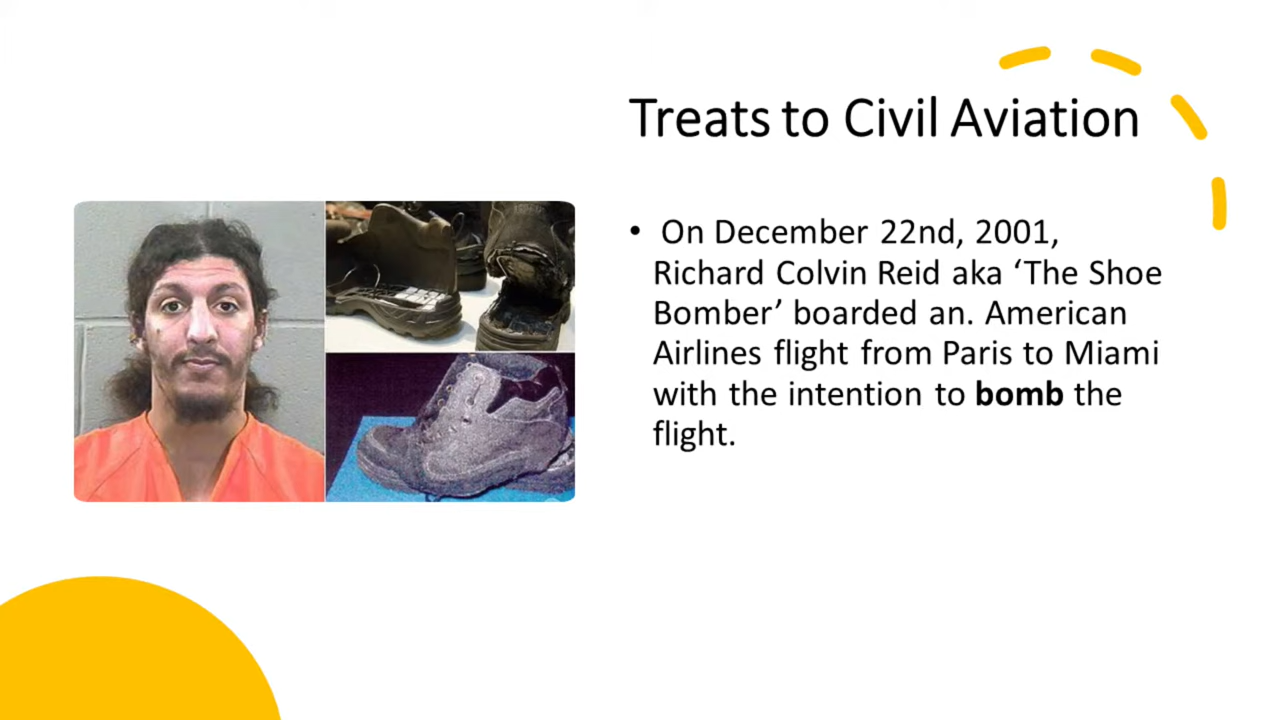 Treats to Civil Aviation
• On December 22nd, 2001,
Richard Colvin Reid aka ‘The Shoe
Bomber’ boarded an. American
Airlines flight from Paris to Miami
with the intention to bomb the
flight.